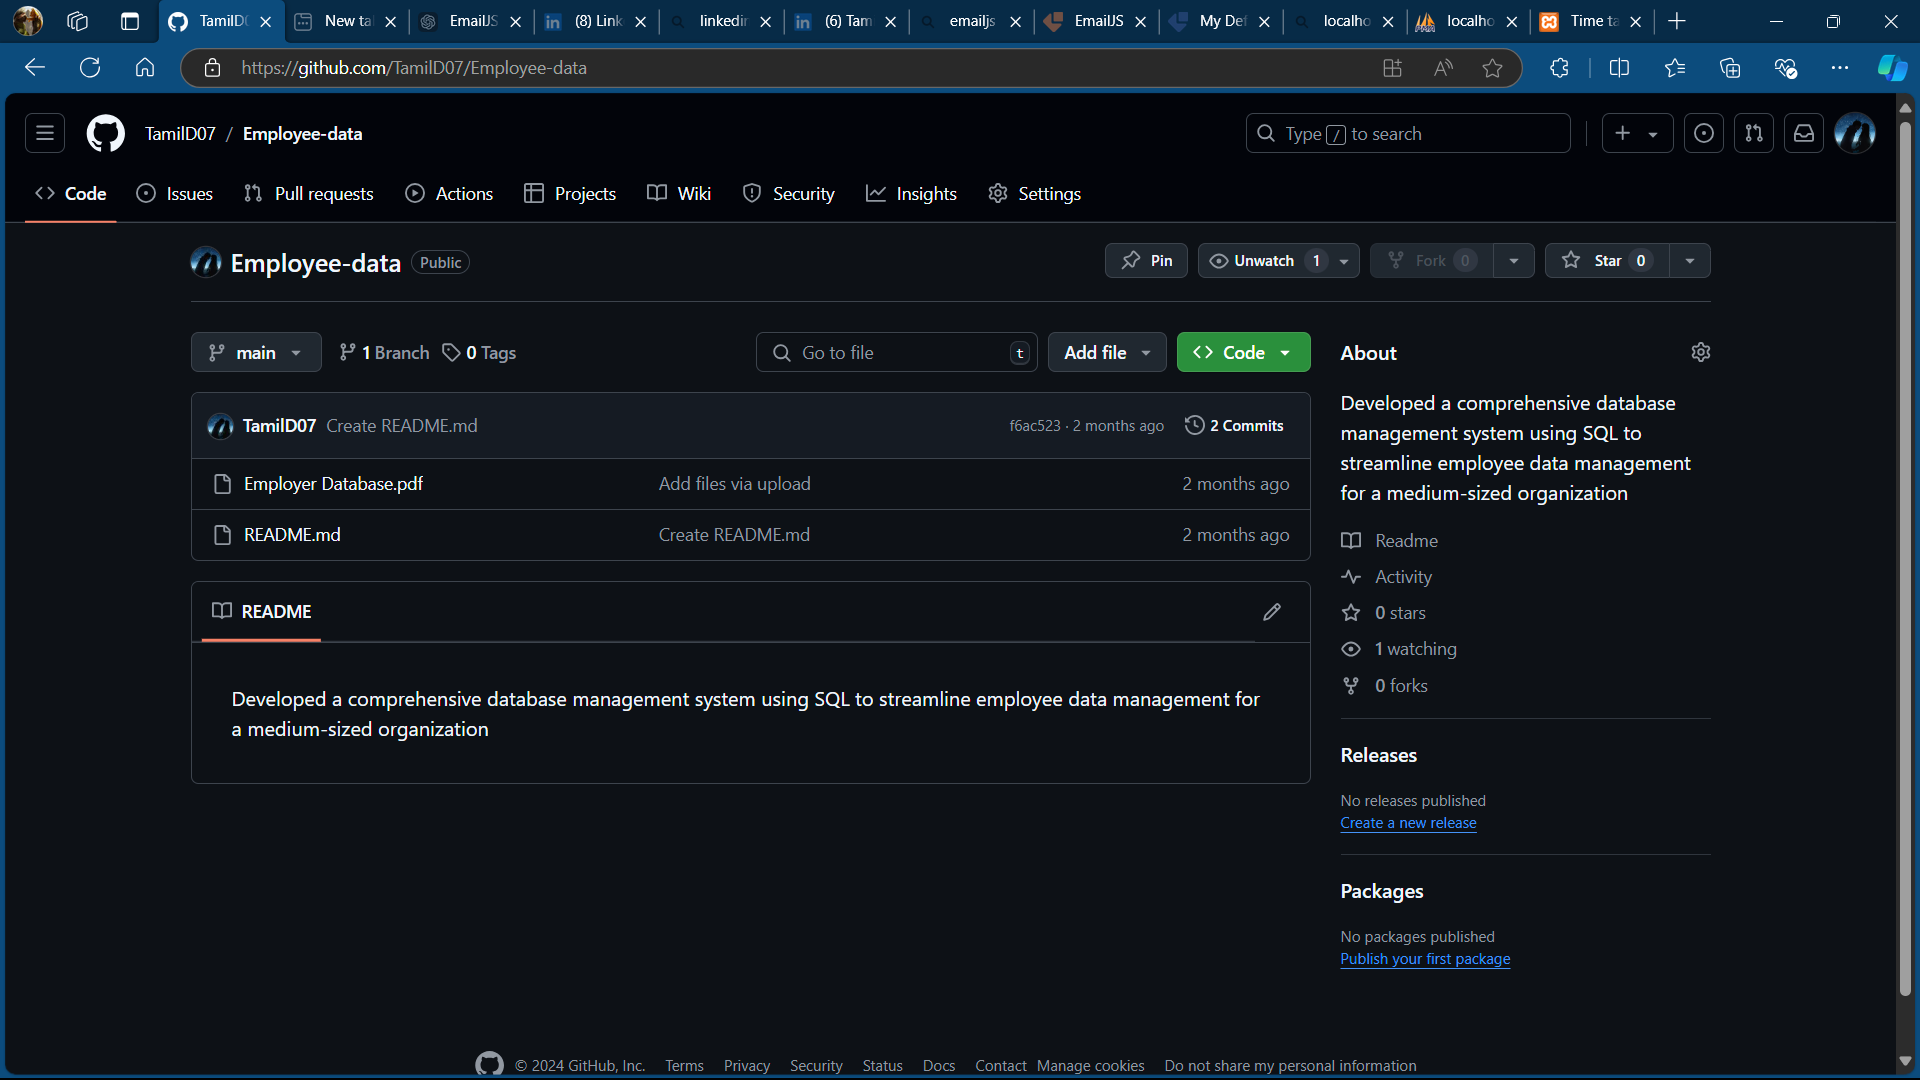 TamilD
New ta
EmailJS
(8) Link
linkedin
(6) Tam
emailjs
EmailJS
My Def
localho
localho
Time ta
https://github.com/TamilD07/Employee-data
TamilD07 / Employee-data
Type / to search
Code
Issues
Pull requests
Actions
Projects
Wiki
Security
Insights
Settings
Employee-data Public
Pin
Unwatch 1
Fork 0
Star 0
main
1 Branch
0 Tags
Go to file t
Add file
Code
TamilD07 Create README.md f6ac523 · 2 months ago 2 Commits
Employer Database.pdf Add files via upload 2 months ago
README.md Create README.md 2 months ago
README
Developed a comprehensive database management system using SQL to streamline employee data management for
a medium-sized organization
About
Developed a comprehensive database
management system using SQL to
streamline employee data management
for a medium-sized organization
Readme
Activity
0 stars
1 watching
0 forks
Releases
No releases published
Create a new release
Packages
No packages published
Publish your first package
© 2024 GitHub, Inc. Terms Privacy Security Status Docs Contact Manage cookies Do not share my personal information